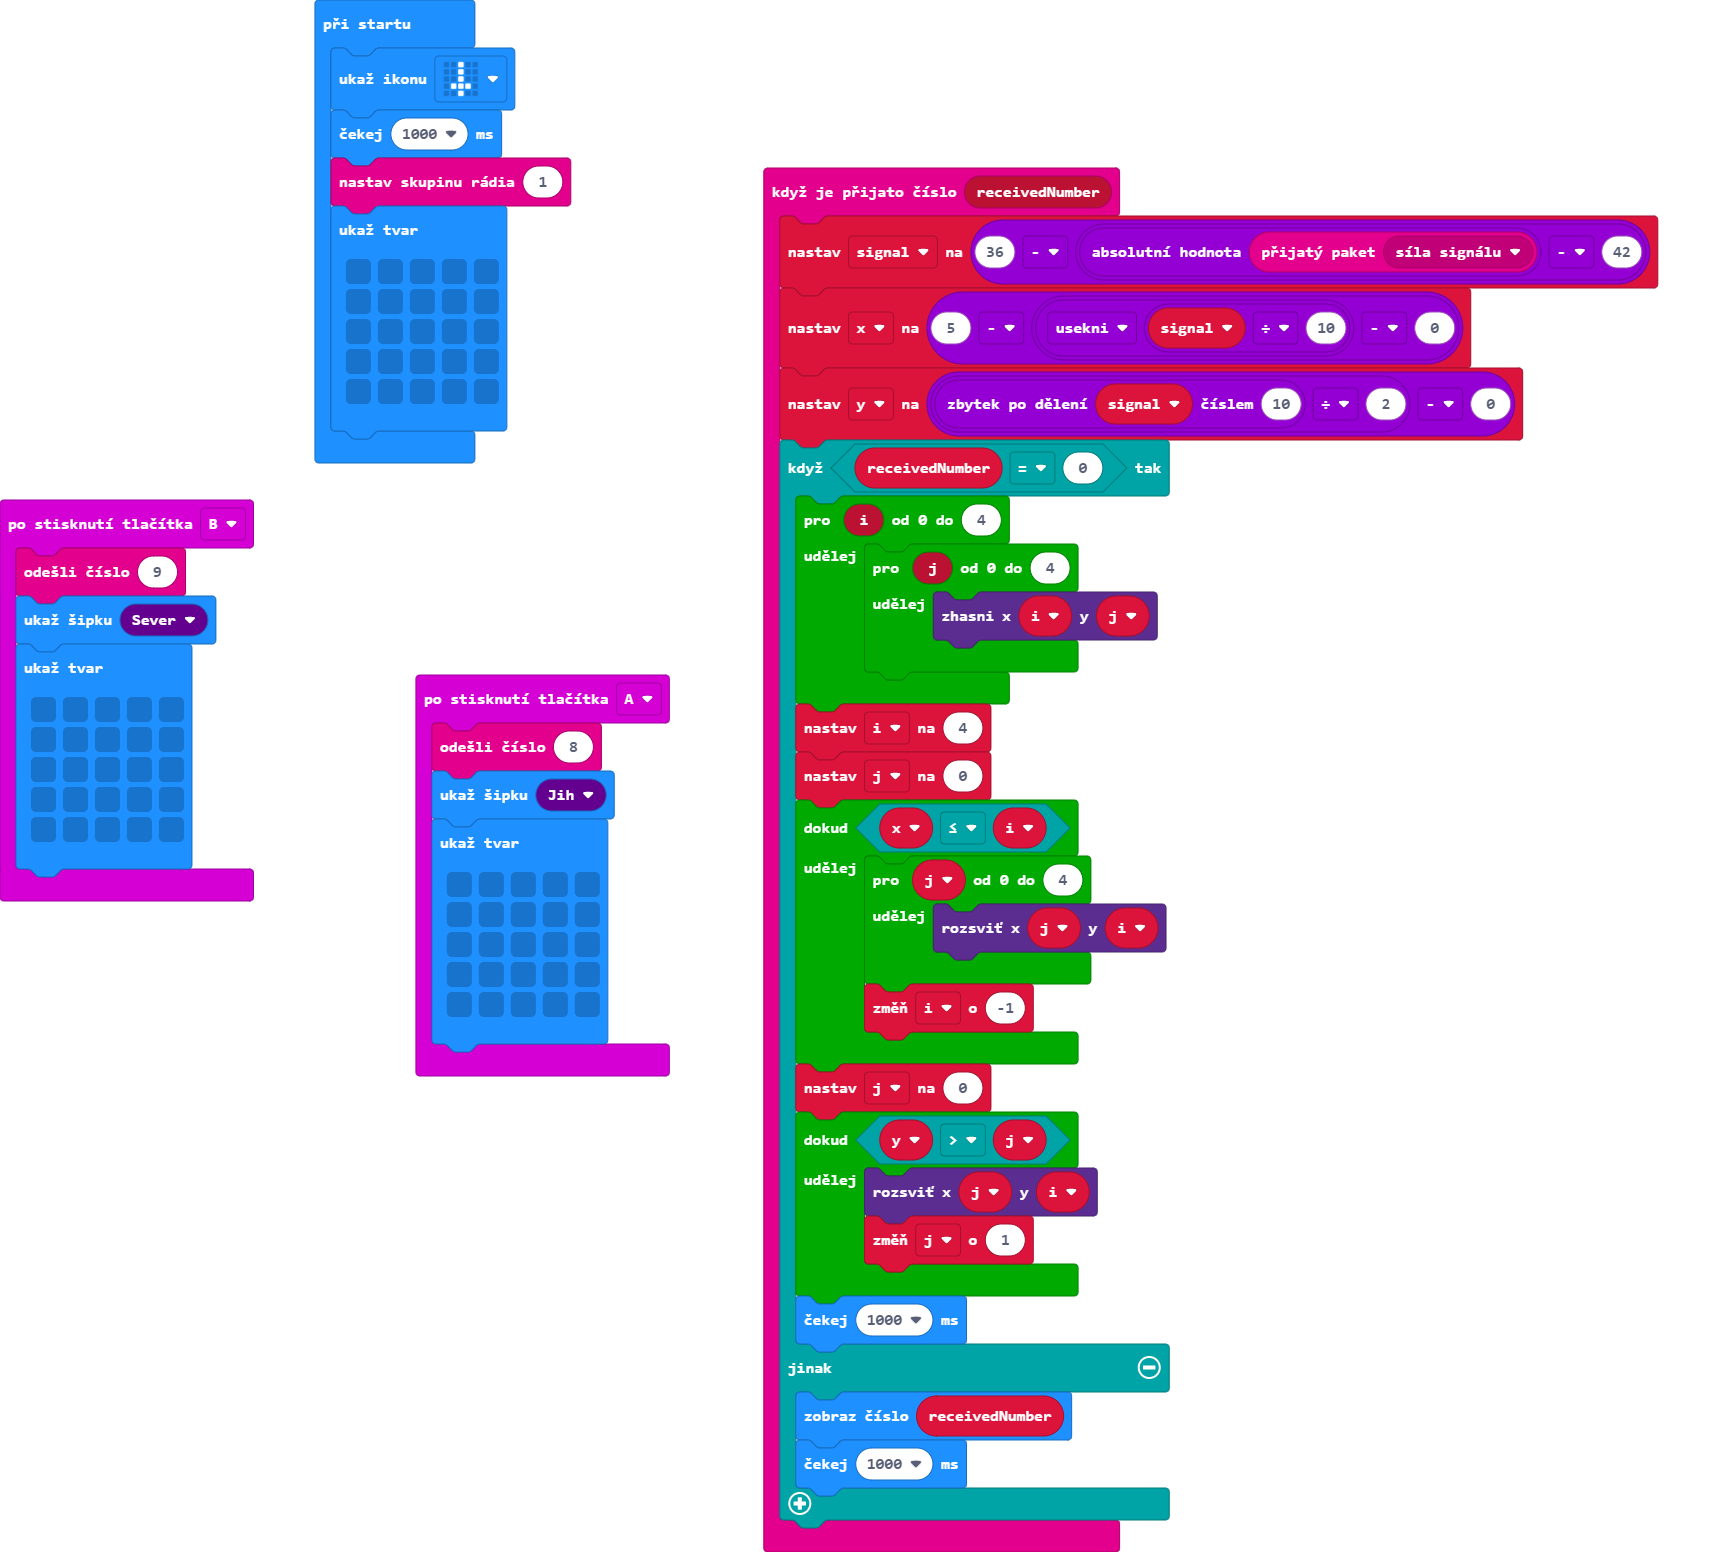 při startu
ukaž ikonu
čekej 1000 ms
nastav skupinu rádia 1
ukaž tvar
po stisknutí tlačítka B
odešli číslo 9
ukaž šipku Sever
ukaž tvar
po stisknutí tlačítka A
odešli číslo 8
ukaž šipku Jih
ukaž tvar
když je přijato číslo receivedNumber
nastav signal na 36 - absolutní hodnota přijatý paket síla signálu - 42
nastav x na 5 - usekni signal ÷ 10 - 0
nastav y na zbytek po dělení signal číslem 10 ÷ 2 - 0
když receivedNumber = 0 tak
pro i od 0 do 4
udělej
pro j od 0 do 4
udělej
zhasni x i y j
nastav i na 4
nastav j na 0
dokud x ≤ i
udělej
pro j od 0 do 4
udělej
rozsviť x j y i
změň i o -1
nastav j na 0
dokud y > j
udělej
rozsviť x j y i
změň j o 1
čekej 1000 ms
jinak
zobraz číslo receivedNumber
čekej 1000 ms